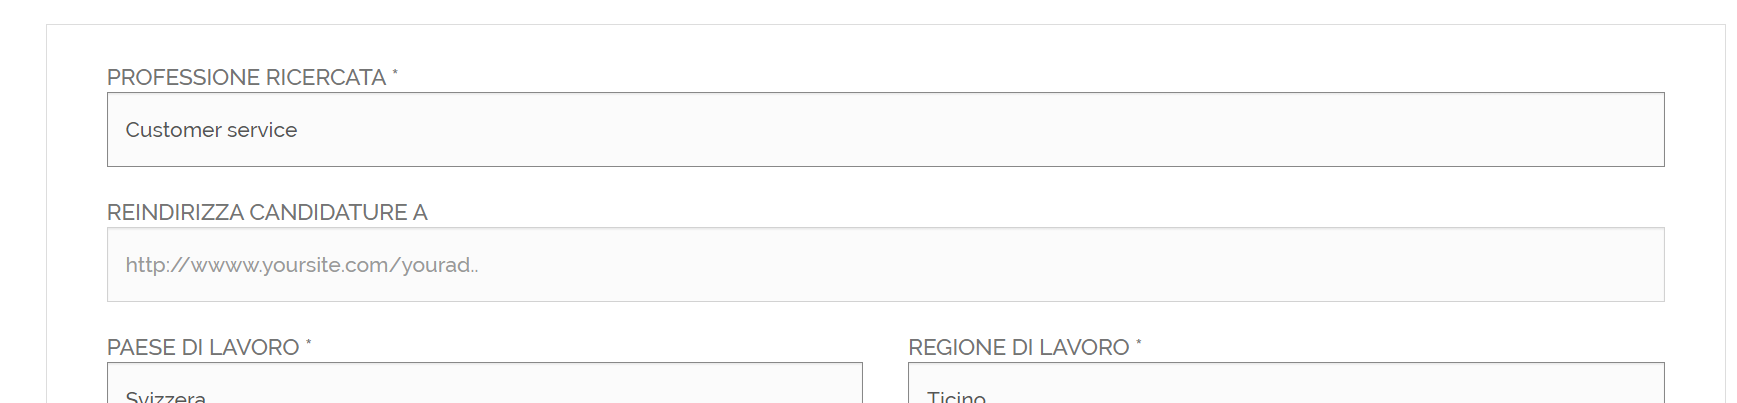 PROFESSIONE RICERCATA *
Customer service
REINDIRIZZA CANDIDATURE A
http://wwww.yoursite.com/yourad..
PAESE DI LAVORO *
REGIONE DI LAVORO *
Svizzera
Ticino